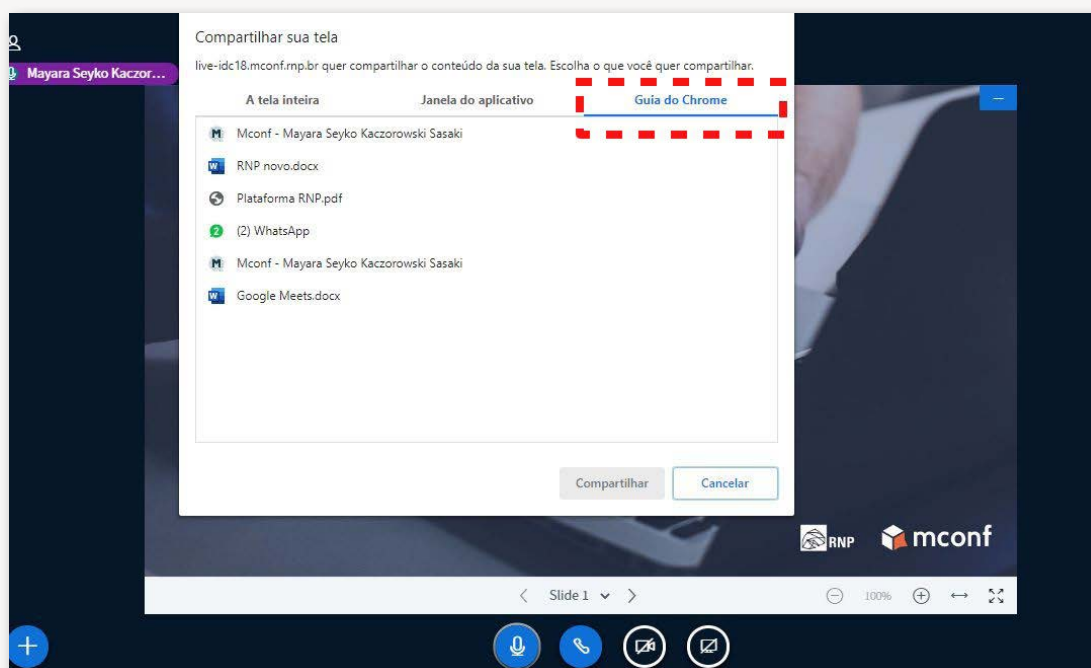 Compartilhar sua tela
live-idc18.mconf.rnp.br quer compartilhar o conteúdo da sua tela. Escolha o que você quer compartilhar.
Mayara Seyko Kaczor...
A tela inteira Janela do aplicativo Guia do Chrome
Mconf - Mayara Seyko Kaczorowski Sasaki
RNP novo.docx
Plataforma RNP.pdf
(2) WhatsApp
Mconf - Mayara Seyko Kaczorowski Sasaki
Google Meets.docx
Compartilhar Cancelar
RNP mconf
Slide 1 100%